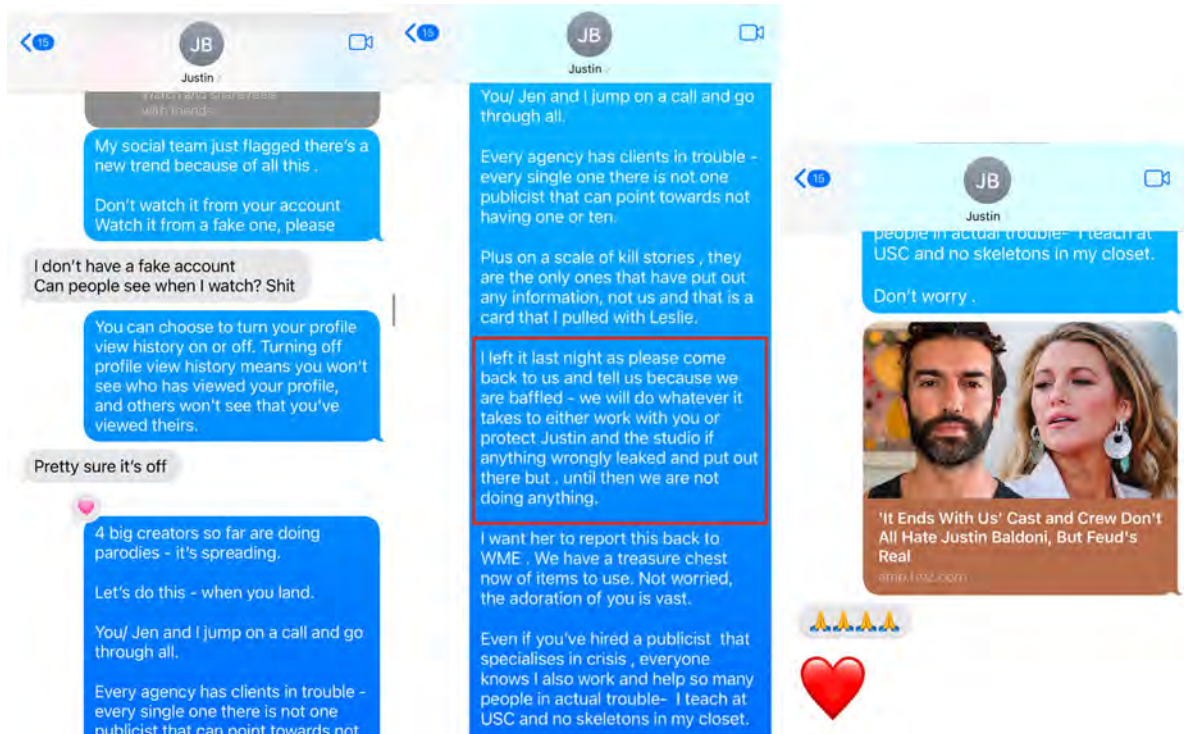 15
JB
Justin
Watch and share reels
with friends
My social team just flagged there's a
new trend because of all this .
Don't watch it from your account
Watch it from a fake one, please
I don't have a fake account
Can people see when I watch? Shit
You can choose to turn your profile
view history on or off. Turning off
profile view history means you won't
see who has viewed your profile,
and others won't see that you've
viewed theirs.
Pretty sure it's off
4 big creators so far are doing
parodies - it's spreading.
Let's do this - when you land.
You/ Jen and I jump on a call and go
through all.
Every agency has clients in trouble -
every single one there is not one
publicist that can point towards not
15
JB
Justin
You/ Jen and I jump on a call and go
through all.
Every agency has clients in trouble -
every single one there is not one
publicist that can point towards not
having one or ten.
Plus on a scale of kill stories , they
are the only ones that have put out
any information, not us and that is a
card that I pulled with Leslie.
I left it last night as please come
back to us and tell us because we
are baffled - we will do whatever it
takes to either work with you or
protect Justin and the studio if
anything wrongly leaked and put out
there but . until then we are not
doing anything.
I want her to report this back to
WME . We have a treasure chest
now of items to use. Not worried,
the adoration of you is vast.
Even if you've hired a publicist that
specialises in crisis , everyone
knows I also work and help so many
people in actual trouble- I teach at
USC and no skeletons in my closet.
15
JB
Justin
people in actual trouble- I teach at
USC and no skeletons in my closet.
Don't worry .
'It Ends With Us' Cast and Crew Don't
All Hate Justin Baldoni, But Feud's
Real
amp.tmz.com
🙏🙏🙏🙏
❤️